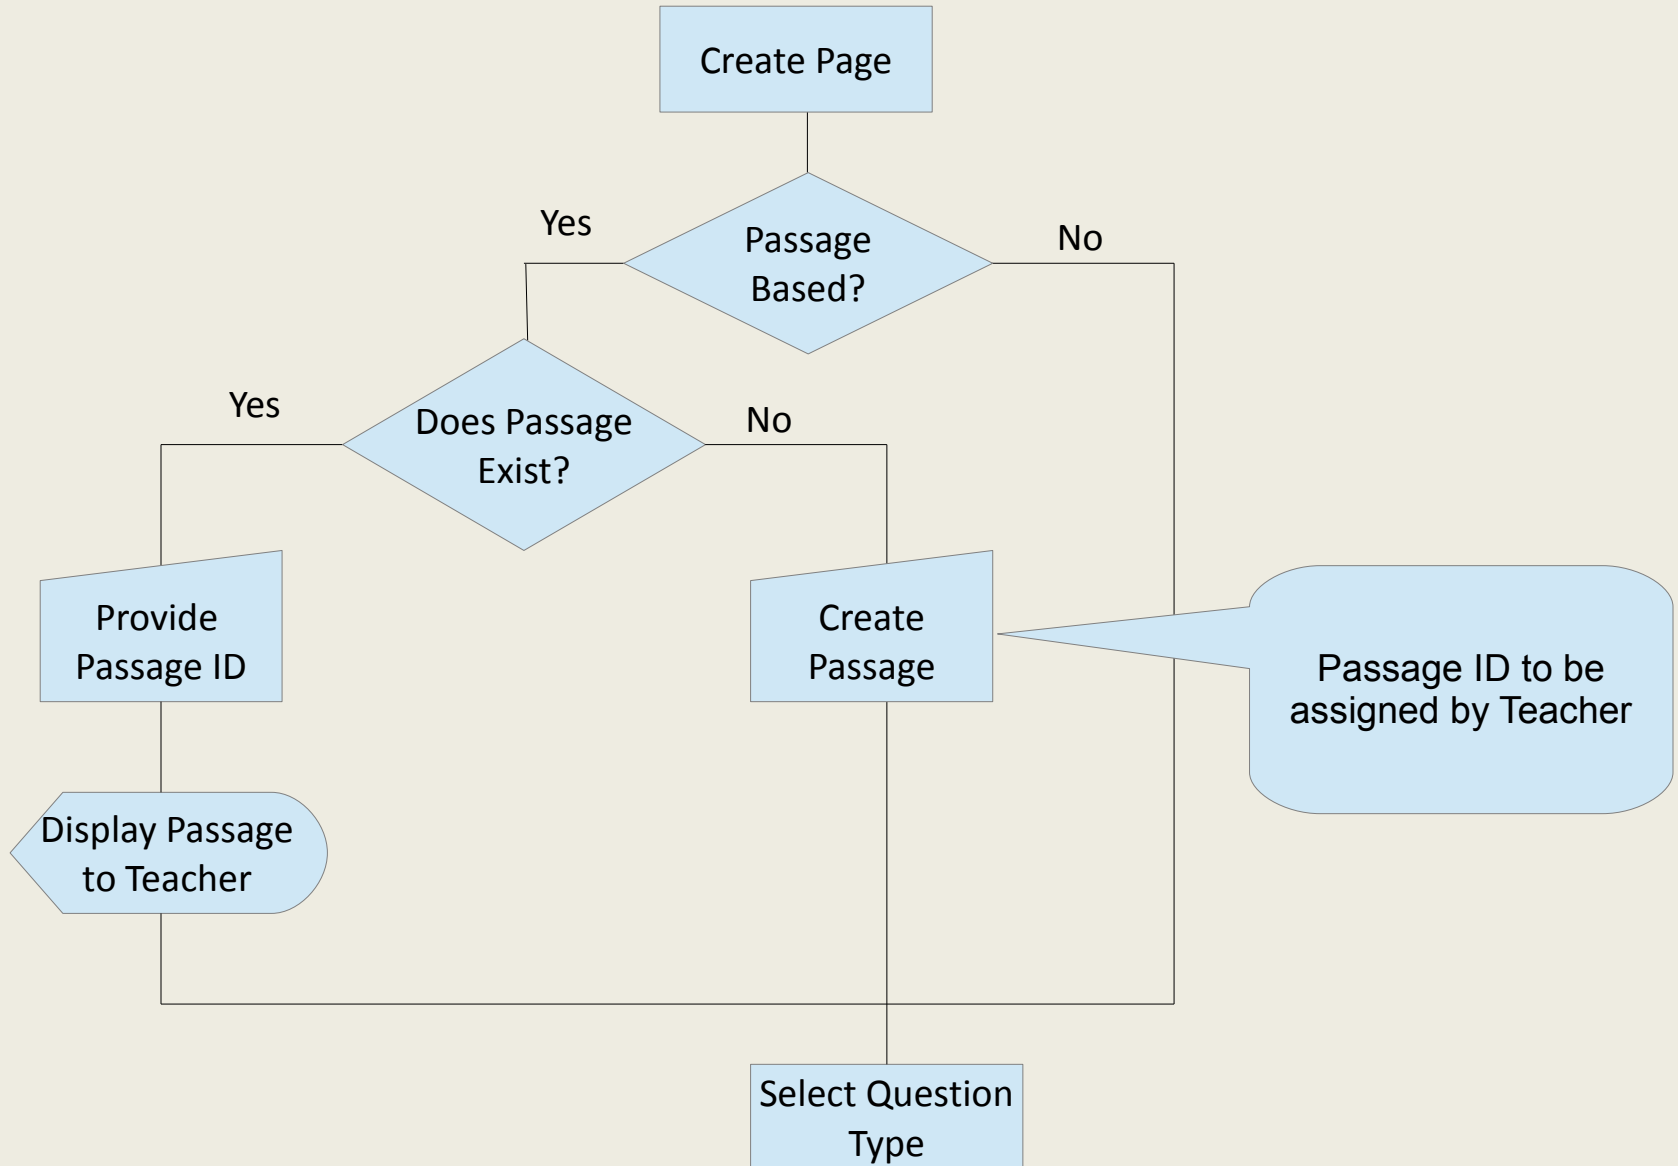 Create Page
Yes
Passage
Based?
No
Yes
Does Passage
Exist?
No
Provide
Passage ID
Create
Passage
Passage ID to be
assigned by Teacher
Display Passage
to Teacher
Select Question
Type